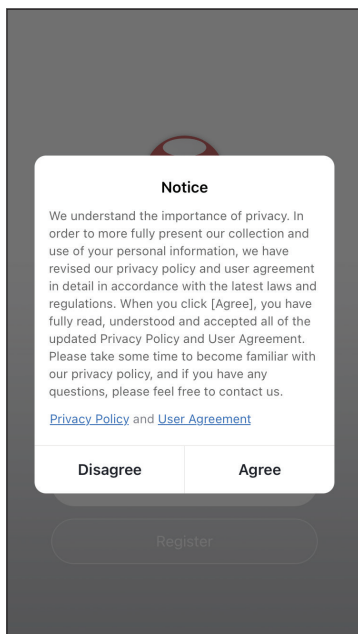 Notice
We understand the importance of privacy. In
order to more fully present our collection and
use of your personal information, we have
revised our privacy policy and user agreement
in detail in accordance with the latest laws and
regulations. When you click [Agree], you have
fully read, understood and accepted all of the
updated Privacy Policy and User Agreement.
Please take some time to become familiar with
our privacy policy, and if you have any
questions, please feel free to contact us.
Privacy Policy and User Agreement
Disagree Agree
Register